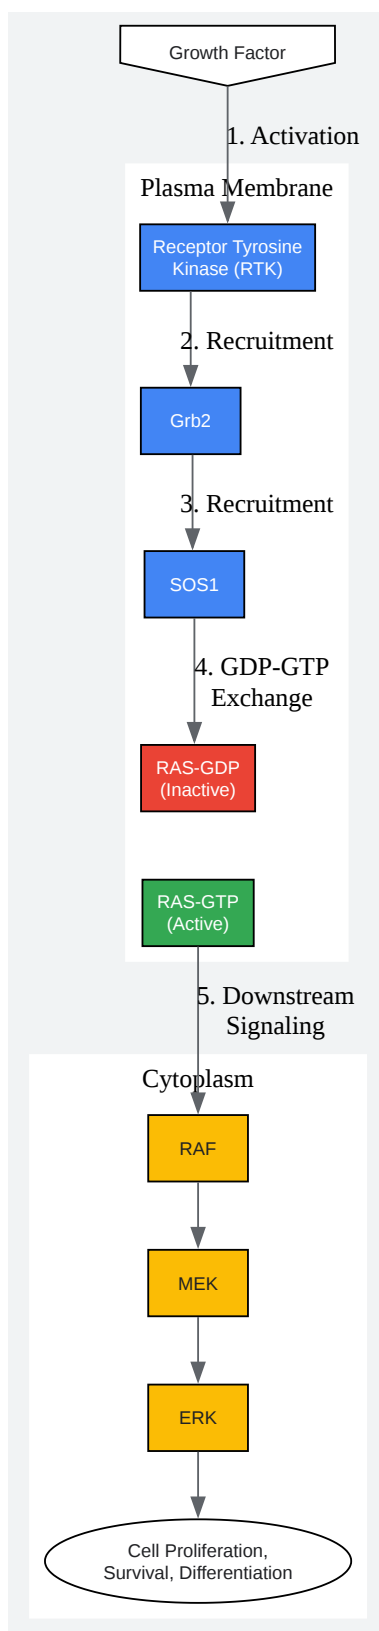 Growth Factor
1. Activation
Plasma Membrane
Receptor Tyrosine
Kinase (RTK)
2. Recruitment
Grb2
3. Recruitment
SOS1
4. GDP-GTP
Exchange
RAS-GDP
(Inactive)
RAS-GTP
(Active)
5. Downstream
Signaling
Cytoplasm
RAF
MEK
ERK
Cell Proliferation,
Survival, Differentiation